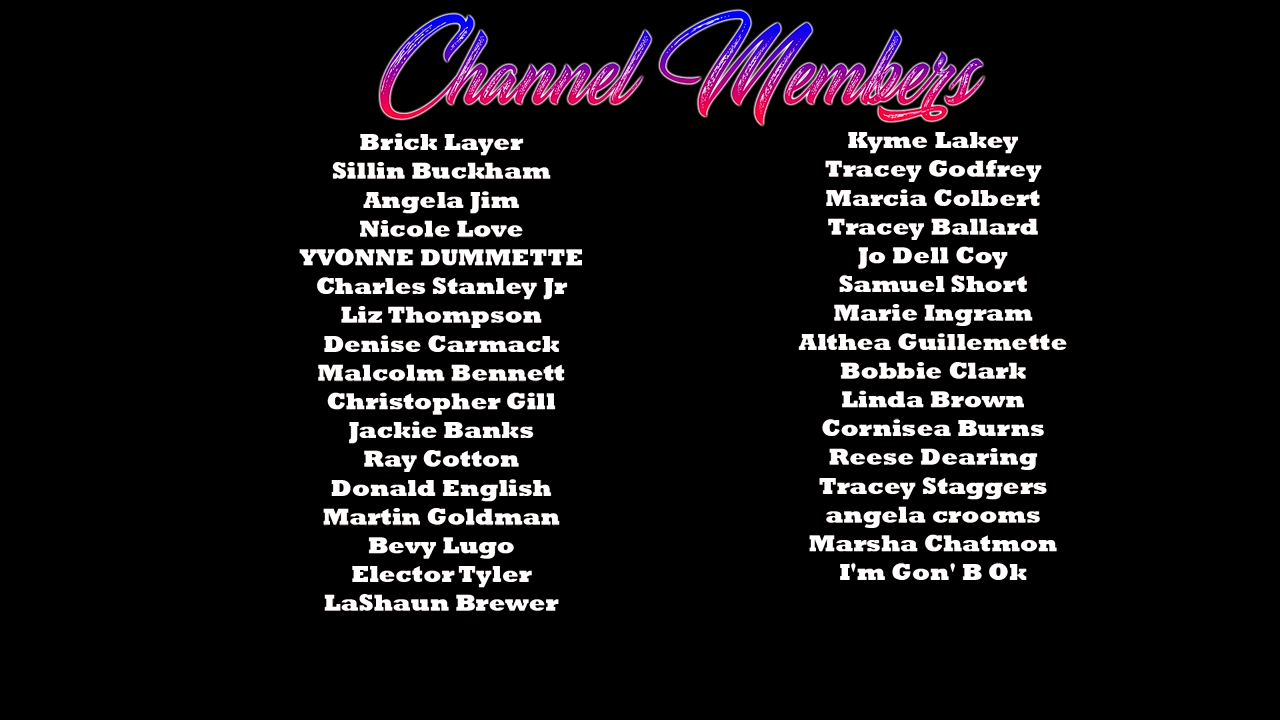 Channel Members
Brick Layer
Sillin Buckham
Angela Jim
Nicole Love
YVONNE DUMMETTE
Charles Stanley Jr
Liz Thompson
Denise Carmack
Malcolm Bennett
Christopher Gill
Jackie Banks
Ray Cotton
Donald English
Martin Goldman
Bevy Lugo
Elector Tyler
LaShaun Brewer
Kyme Lakey
Tracey Godfrey
Marcia Colbert
Tracey Ballard
Jo Dell Coy
Samuel Short
Marie Ingram
Althea Guillemette
Bobbie Clark
Linda Brown
Cornisea Burns
Reese Dearing
Tracey Staggers
angela crooms
Marsha Chatmon
I'm Gon' B Ok